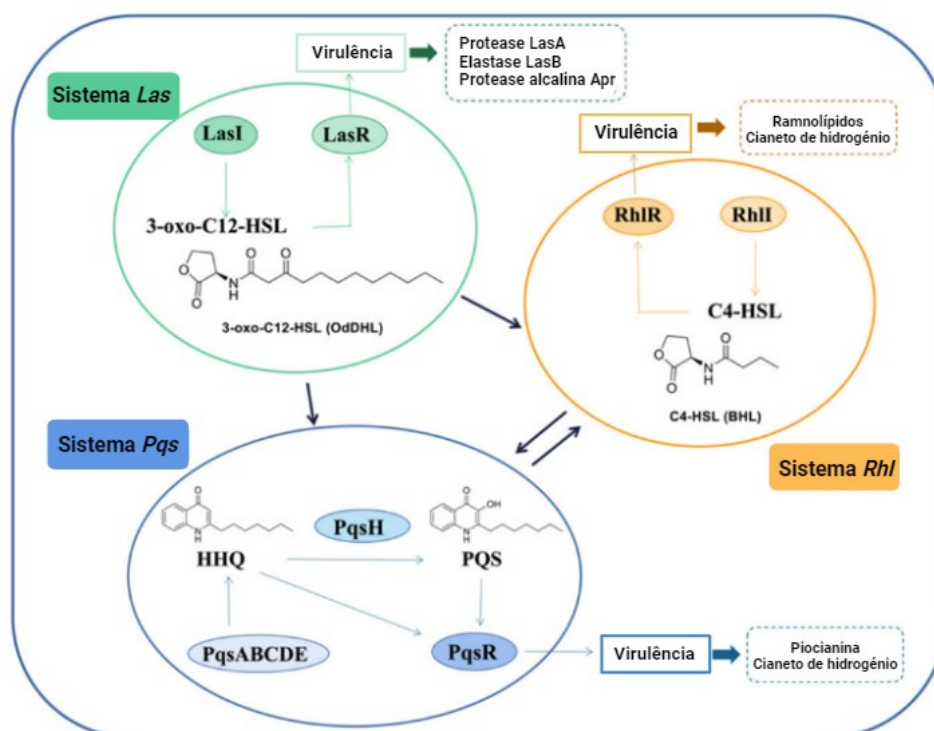 Virulência
Protease LasA
Elastase LasB
Protease alcalina Apr
Sistema Las
LasI
LasR
3-oxo-C12-HSL
O
O
O
N
H
O
3-oxo-C12-HSL (OdDHL)
Virulência
Ramnolípidos
Cianeto de hidrogénio
RhlR
RhlI
C4-HSL
O
O
N
H
O
C4-HSL (BHL)
Sistema Rhl
Sistema Pqs
O
N
H
HHQ
PqsH
O
OH
N
H
PQS
PqsABCDE
PqsR
Virulência
Piocianina
Cianeto de hidrogénio